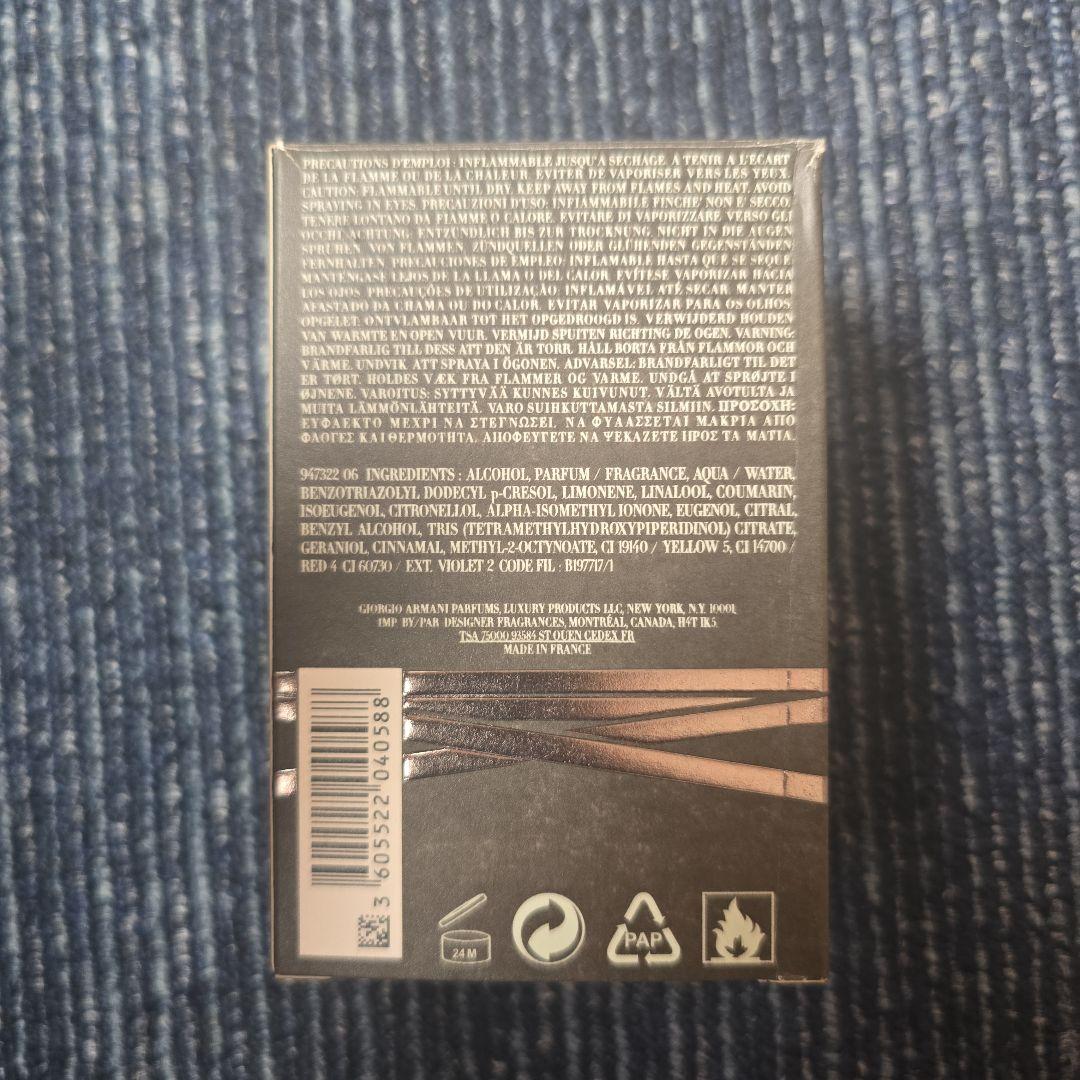 PRECAUTIONS D'EMPLOI : INFLAMMABLE JUSQU'A SECHAGE. A TENIR A L'ECART
DE LA FLAMME OU DE LA CHALEUR. EVITER DE VAPORISER VERS LES YEUX.
CAUTION: FLAMMABLE UNTIL DRY. KEEP AWAY FROM FLAMES AND HEAT. AVOID
SPRAYING IN EYES. PRECAUZIONI D'USO: INFIAMMABILE FINCHE' NON E' SECCO.
TENERE LONTANO DA FIAMME O CALORE. EVITARE DI VAPORIZZARE VERSO GLI
OCCHI. ACHTUNG: ENTZÜNDLICH BIS ZUR TROCKNUNG. NICHT IN DIE AUGEN
SPRÜHEN. VON FLAMMEN, ZÜNDQUELLEN ODER GLÜHENDEN GEGENSTÄNDEN
FERNHALTEN. PRECAUCIONES DE EMPLEO: INFLAMABLE HASTA QUE SE SEQUE.
MANTENGASE LEJOS DE LA LLAMA O DEL CALOR. EVÍTESE VAPORIZAR HACIA
LOS OJOS. PRECAUÇÕES DE UTILIZAÇÃO: INFLAMÁVEL ATÉ SECAR. MANTER
AFASTADO DA CHAMA OU DO CALOR. EVITAR VAPORIZAR PARA OS OLHOS.
OPGELET: ONTVLAMBAAR TOT HET OPGEDROOGD IS. VERWIJDERD HOUDEN
VAN WARMTE EN OPEN VUUR. VERMIJD SPUITEN RICHTING DE OGEN. VARNING:
BRANDFARLIG TILL DESS ATT DEN ÄR TORR. HÅLL BORTA FRÅN FLAMMOR OCH
VÄRME. UNDVIK ATT SPRAYA I ÖGONEN. ADVARSEL: BRANDFARLIGT TIL DET
ER TØRT. HOLDES VÆK FRA FLAMMER OG VARME. UNDGÅ AT SPRØJTE I
ØJNENE. VAROITUS: SYTTYVÄÄ KUNNES KUIVUNUT. VÄLTÄ AVOTULTA JA
MUITA LÄMMÖNLÄHTEITÄ. VARO SUIHKUTTAMASTA SILMIIN. ΠΡΟΣΟΧΗ:
ΕΥΦΛΕΚΤΟ ΜΕΧΡΙ ΝΑ ΣΤΕΓΝΩΣΕΙ. ΝΑ ΦΥΛΑΣΣΕΤΑΙ ΜΑΚΡΙΑ ΑΠΟ
ΦΛΟΓΕΣ ΚΑΙ ΘΕΡΜΟΤΗΤΑ. ΑΠΟΦΕΥΓΕΤΕ ΝΑ ΨΕΚΑΖΕΤΕ ΠΡΟΣ ΤΑ ΜΑΤΙΑ.
947322 06 INGREDIENTS : ALCOHOL, PARFUM / FRAGRANCE, AQUA / WATER,
BENZOTRIAZOLYL DODECYL p-CRESOL, LIMONENE, LINALOOL, COUMARIN,
ISOEUGENOL, CITRONELLOL, ALPHA-ISOMETHYL IONONE, EUGENOL, CITRAL,
BENZYL ALCOHOL, TRIS (TETRAMETHYLHYDROXYPIPERIDINOL) CITRATE,
GERANIOL, CINNAMAL, METHYL-2-OCTYNOATE, CI 19140 / YELLOW 5, CI 14700 /
RED 4 CI 60730 / EXT. VIOLET 2 CODE FIL : B197717/1
GIORGIO ARMANI PARFUMS, LUXURY PRODUCTS LLC, NEW YORK, N.Y. 10001,
IMP BY/PAR DESIGNER FRAGRANCES, MONTRÉAL, CANADA, H4T 1K5.
TSA 75000 93584 ST OUEN CEDEX FR
MADE IN FRANCE
3 605522 040588
24 M
PAP